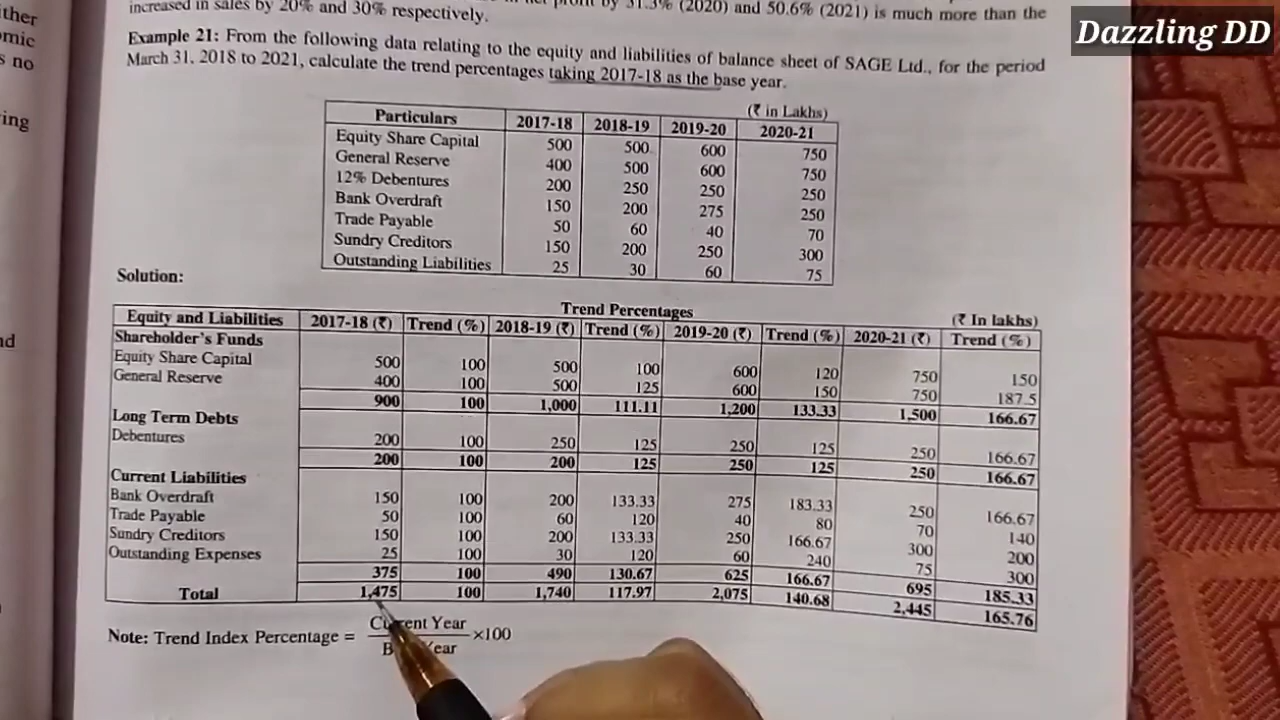 Dazzling DD
increased in sales by 20% and 30% respectively.
profit by 31.3% (2020) and 50.6% (2021) is much more than the
Example 21: From the following data relating to the equity and liabilities of balance sheet of SAGE Ltd., for the period
March 31, 2018 to 2021, calculate the trend percentages taking 2017-18 as the base year.
(₹ in Lakhs)
Particulars 2017-18 2018-19 2019-20 2020-21
Equity Share Capital 500 500 600 750
General Reserve 400 500 600 750
12% Debentures 200 250 250 250
Bank Overdraft 150 200 275 250
Trade Payable 50 60 40 70
Sundry Creditors 150 200 250 300
Outstanding Liabilities 25 30 60 75
Solution:
Trend Percentages
(₹ In lakhs)
Equity and Liabilities 2017-18 (₹) Trend (%) 2018-19 (₹) Trend (%) 2019-20 (₹) Trend (%) 2020-21 (₹) Trend (%)
Shareholder's Funds
Equity Share Capital 500 100 500 100 600 120 750 150
General Reserve 400 100 500 125 600 150 750 187.5
900 100 1,000 111.11 1,200 133.33 1,500 166.67
Long Term Debts
Debentures 200 100 250 125 250 125 250 166.67
200 100 200 125 250 125 250 166.67
Current Liabilities
Bank Overdraft 150 100 200 133.33 275 183.33 250 166.67
Trade Payable 50 100 60 120 40 80 70 140
Sundry Creditors 150 100 200 133.33 250 166.67 300 200
Outstanding Expenses 25 100 30 120 60 240 75 300
375 100 490 130.67 625 166.67 695 185.33
Total 1,475 100 1,740 117.97 2,075 140.68 2,445 165.76
Note: Trend Index Percentage = Current Year ×100